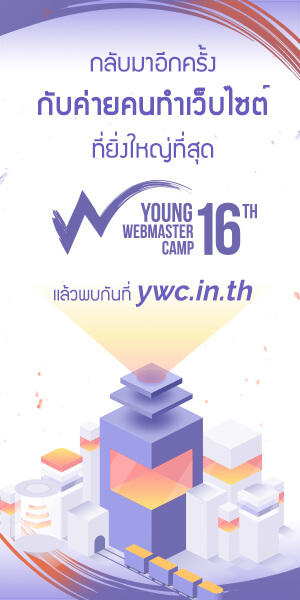 กลับมาอีกครั้ง
กับค่ายคนทำเว็บไซต์
ที่ยิ่งใหญ่ที่สุด
YOUNG
WEBMASTER
CAMP
16TH
แล้วพบกันที่ ywc.in.th